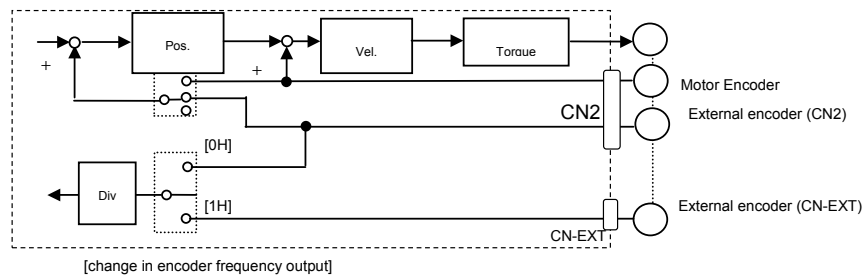 Pos.
Vel.
Torque
+
+
Motor Encoder
CN2
External encoder (CN2)
[0H]
Div
[1H]
External encoder (CN-EXT)
CN-EXT
[change in encoder frequency output]